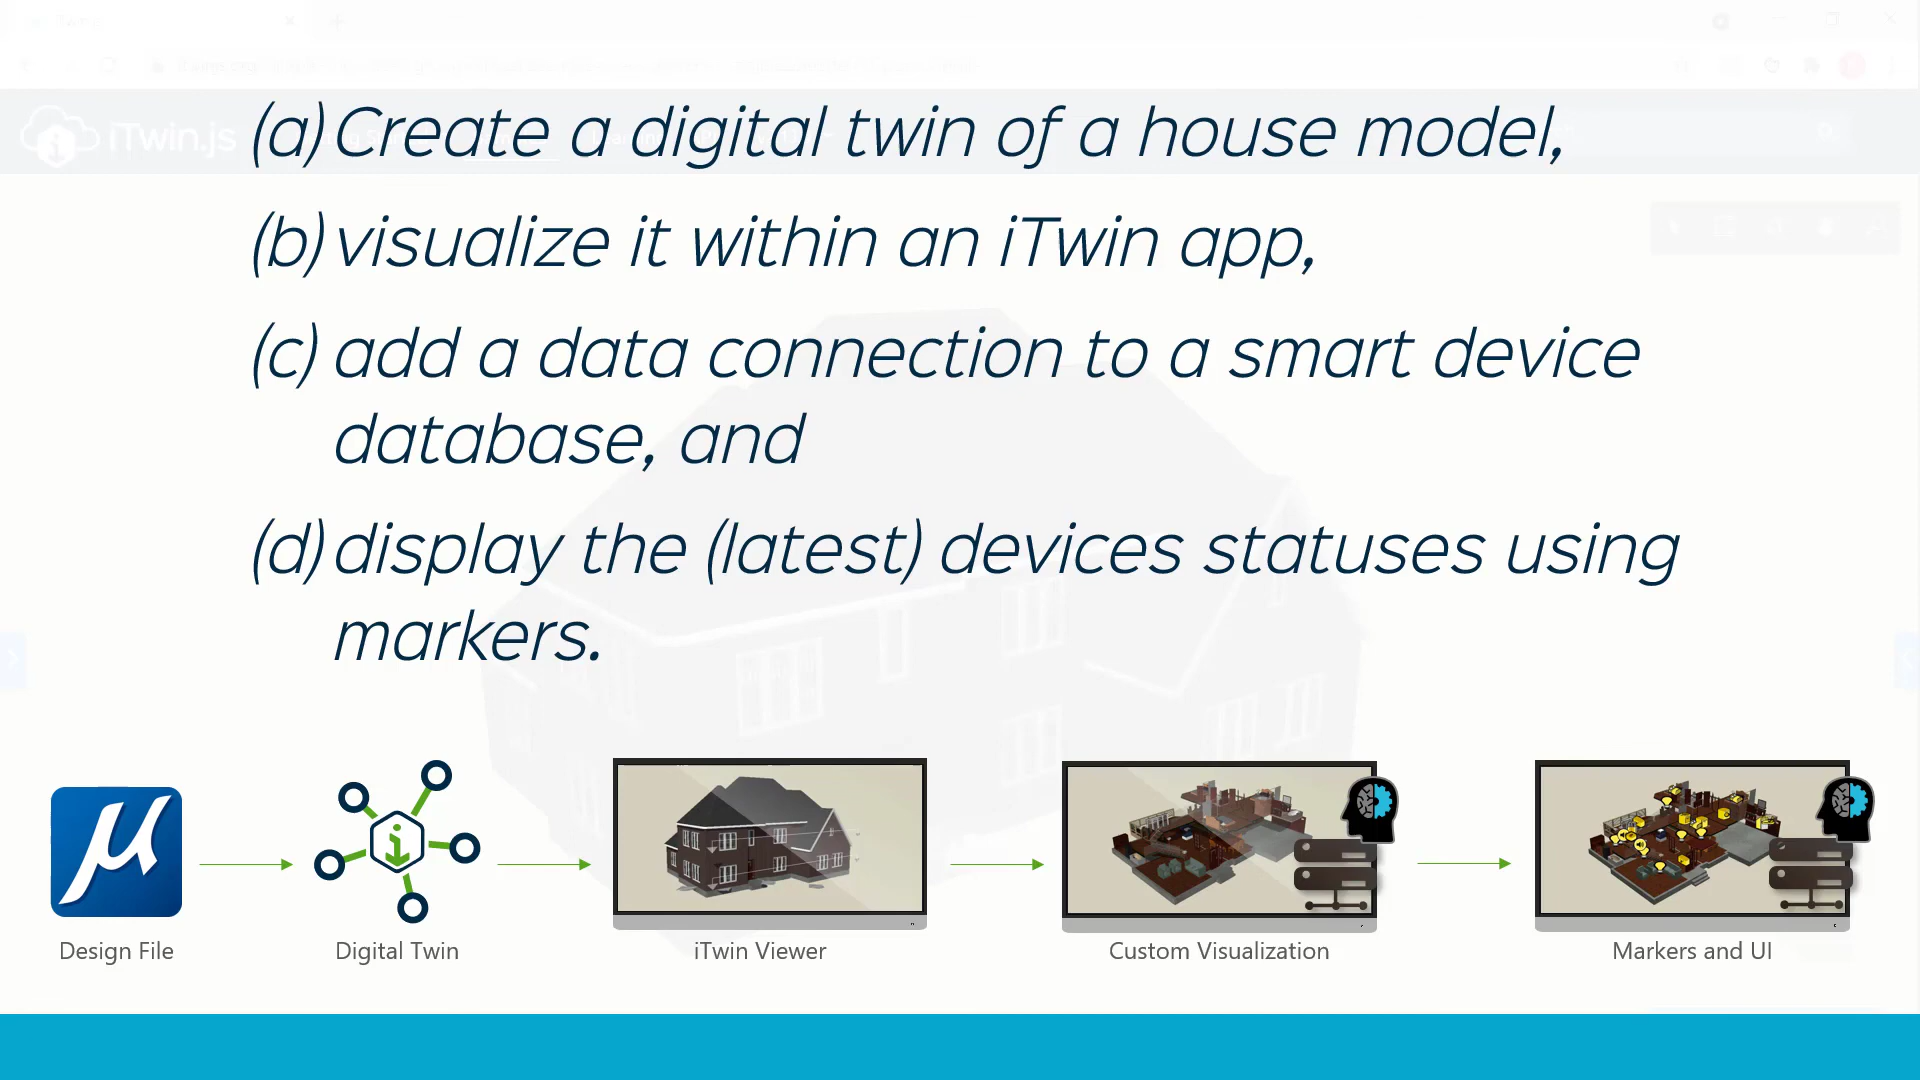 iTwin.js
(a) Create a digital twin of a house model,
(b) visualize it within an iTwin app,
(c) add a data connection to a smart device
database, and
(d) display the (latest) devices statuses using
markers.
Design File
Digital Twin
iTwin Viewer
Custom Visualization
Markers and UI